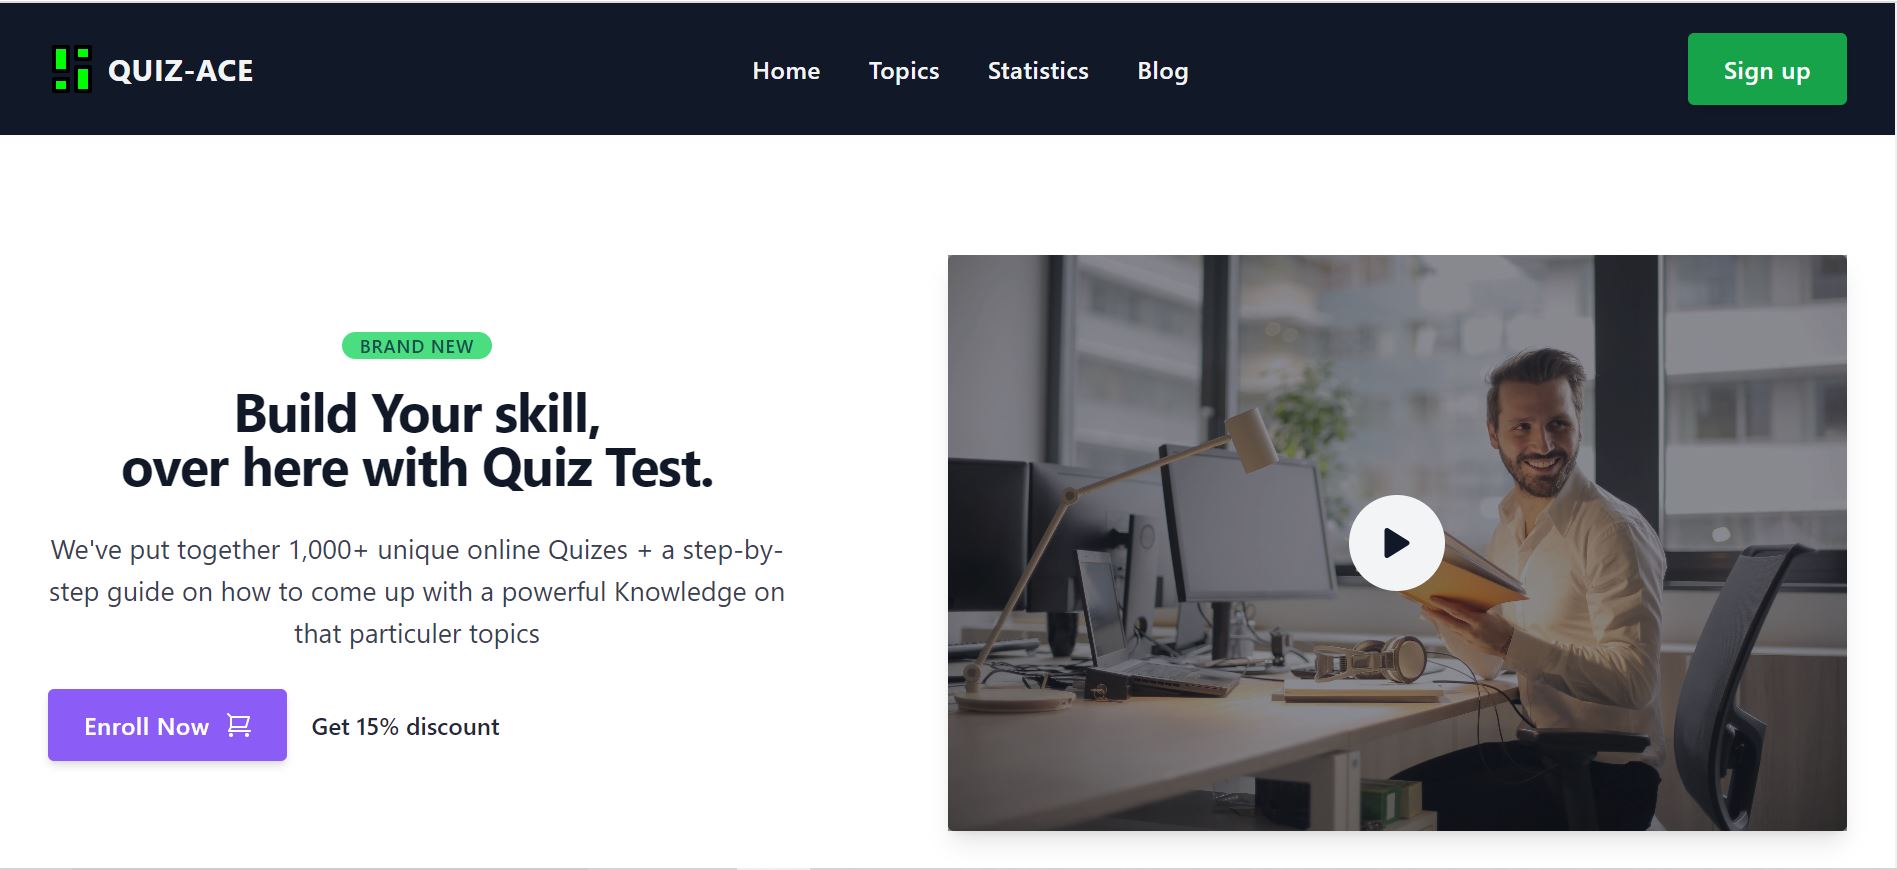 QUIZ-ACE
Home
Topics
Statistics
Blog
Sign up
BRAND NEW
Build Your skill,
over here with Quiz Test.
We've put together 1,000+ unique online Quizes + a step-by-
step guide on how to come up with a powerful Knowledge on
that particuler topics
Enroll Now
Get 15% discount